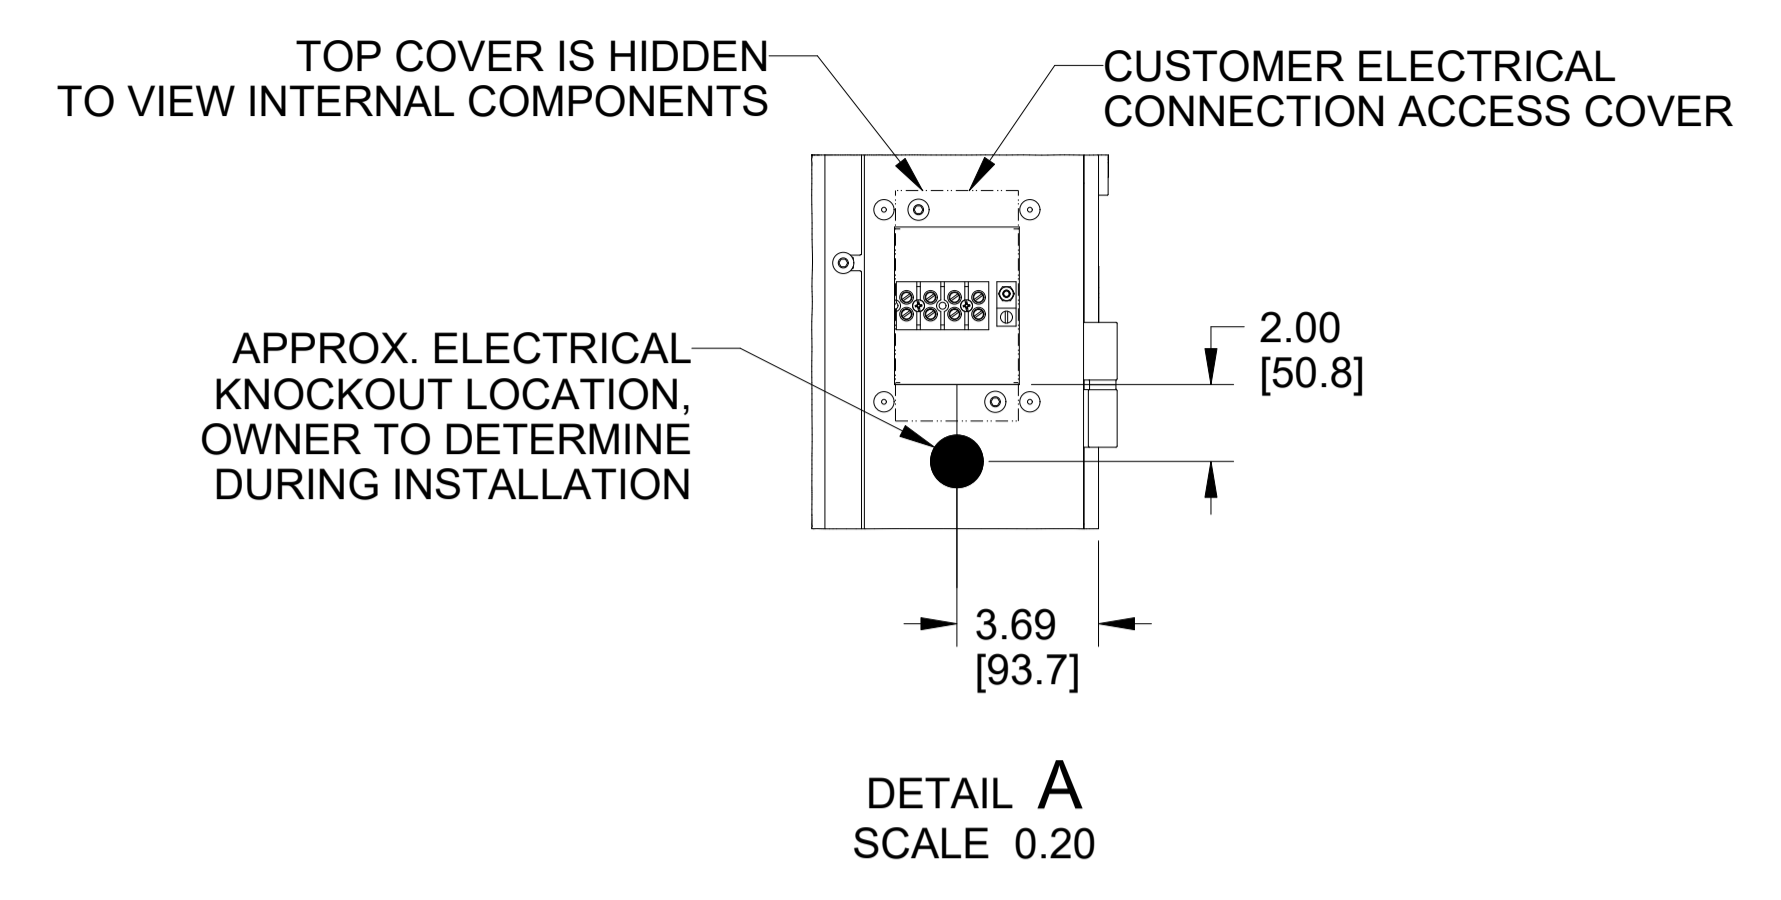 TOP COVER IS HIDDEN
TO VIEW INTERNAL COMPONENTS
CUSTOMER ELECTRICAL
CONNECTION ACCESS COVER
APPROX. ELECTRICAL
KNOCKOUT LOCATION,
OWNER TO DETERMINE
DURING INSTALLATION
2.00
[50.8]
3.69
[93.7]
DETAIL A
SCALE 0.20